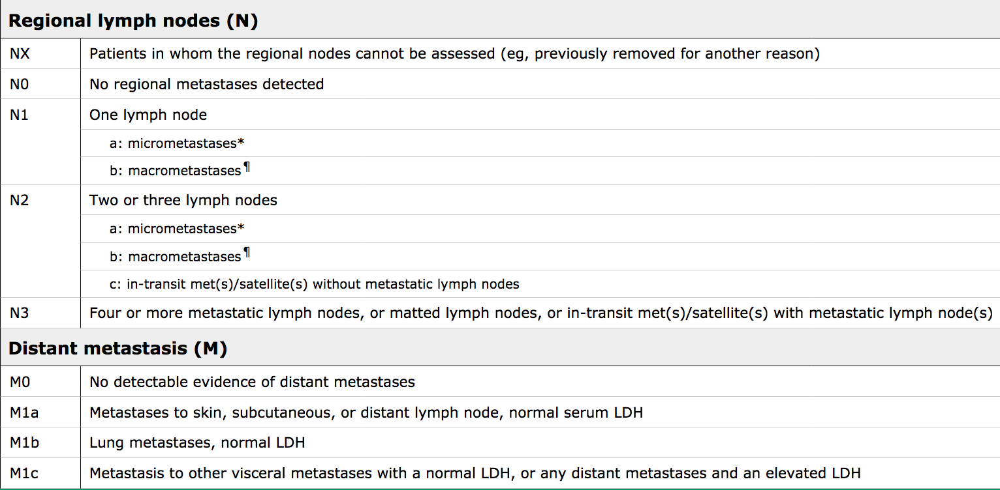 Regional lymph nodes (N)
NX Patients in whom the regional nodes cannot be assessed (eg, previously removed for another reason)
N0 No regional metastases detected
N1 One lymph node
a: micrometastases*
b: macrometastases¶
N2 Two or three lymph nodes
a: micrometastases*
b: macrometastases¶
c: in-transit met(s)/satellite(s) without metastatic lymph nodes
N3 Four or more metastatic lymph nodes, or matted lymph nodes, or in-transit met(s)/satellite(s) with metastatic lymph node(s)
Distant metastasis (M)
M0 No detectable evidence of distant metastases
M1a Metastases to skin, subcutaneous, or distant lymph node, normal serum LDH
M1b Lung metastases, normal LDH
M1c Metastasis to other visceral metastases with a normal LDH, or any distant metastases and an elevated LDH